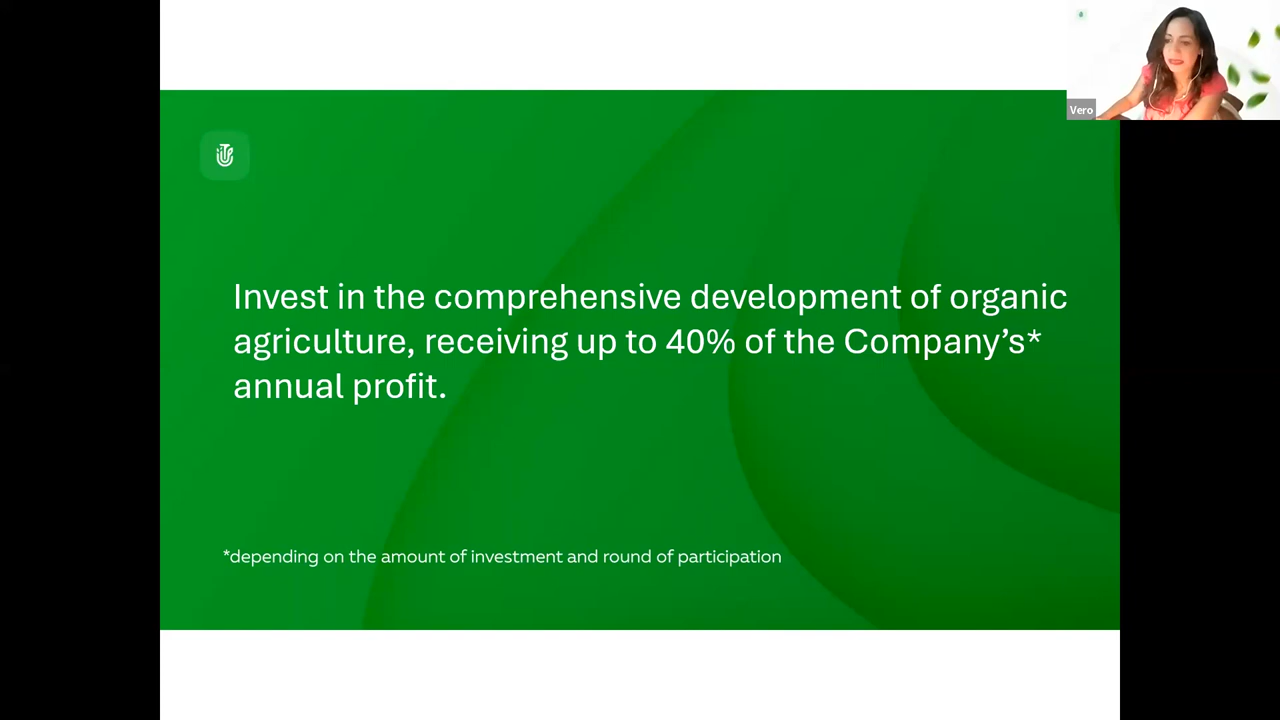 Vero
Invest in the comprehensive development of organic
agriculture, receiving up to 40% of the Company’s*
annual profit.
*depending on the amount of investment and round of participation